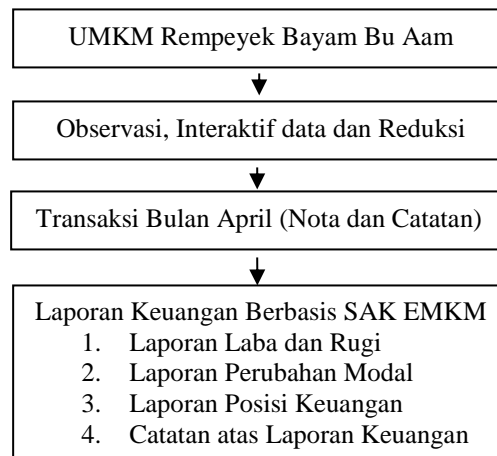 UMKM Rempeyek Bayam Bu Aam
Observasi, Interaktif data dan Reduksi
Transaksi Bulan April (Nota dan Catatan)
Laporan Keuangan Berbasis SAK EMKM
1. Laporan Laba dan Rugi
2. Laporan Perubahan Modal
3. Laporan Posisi Keuangan
4. Catatan atas Laporan Keuangan